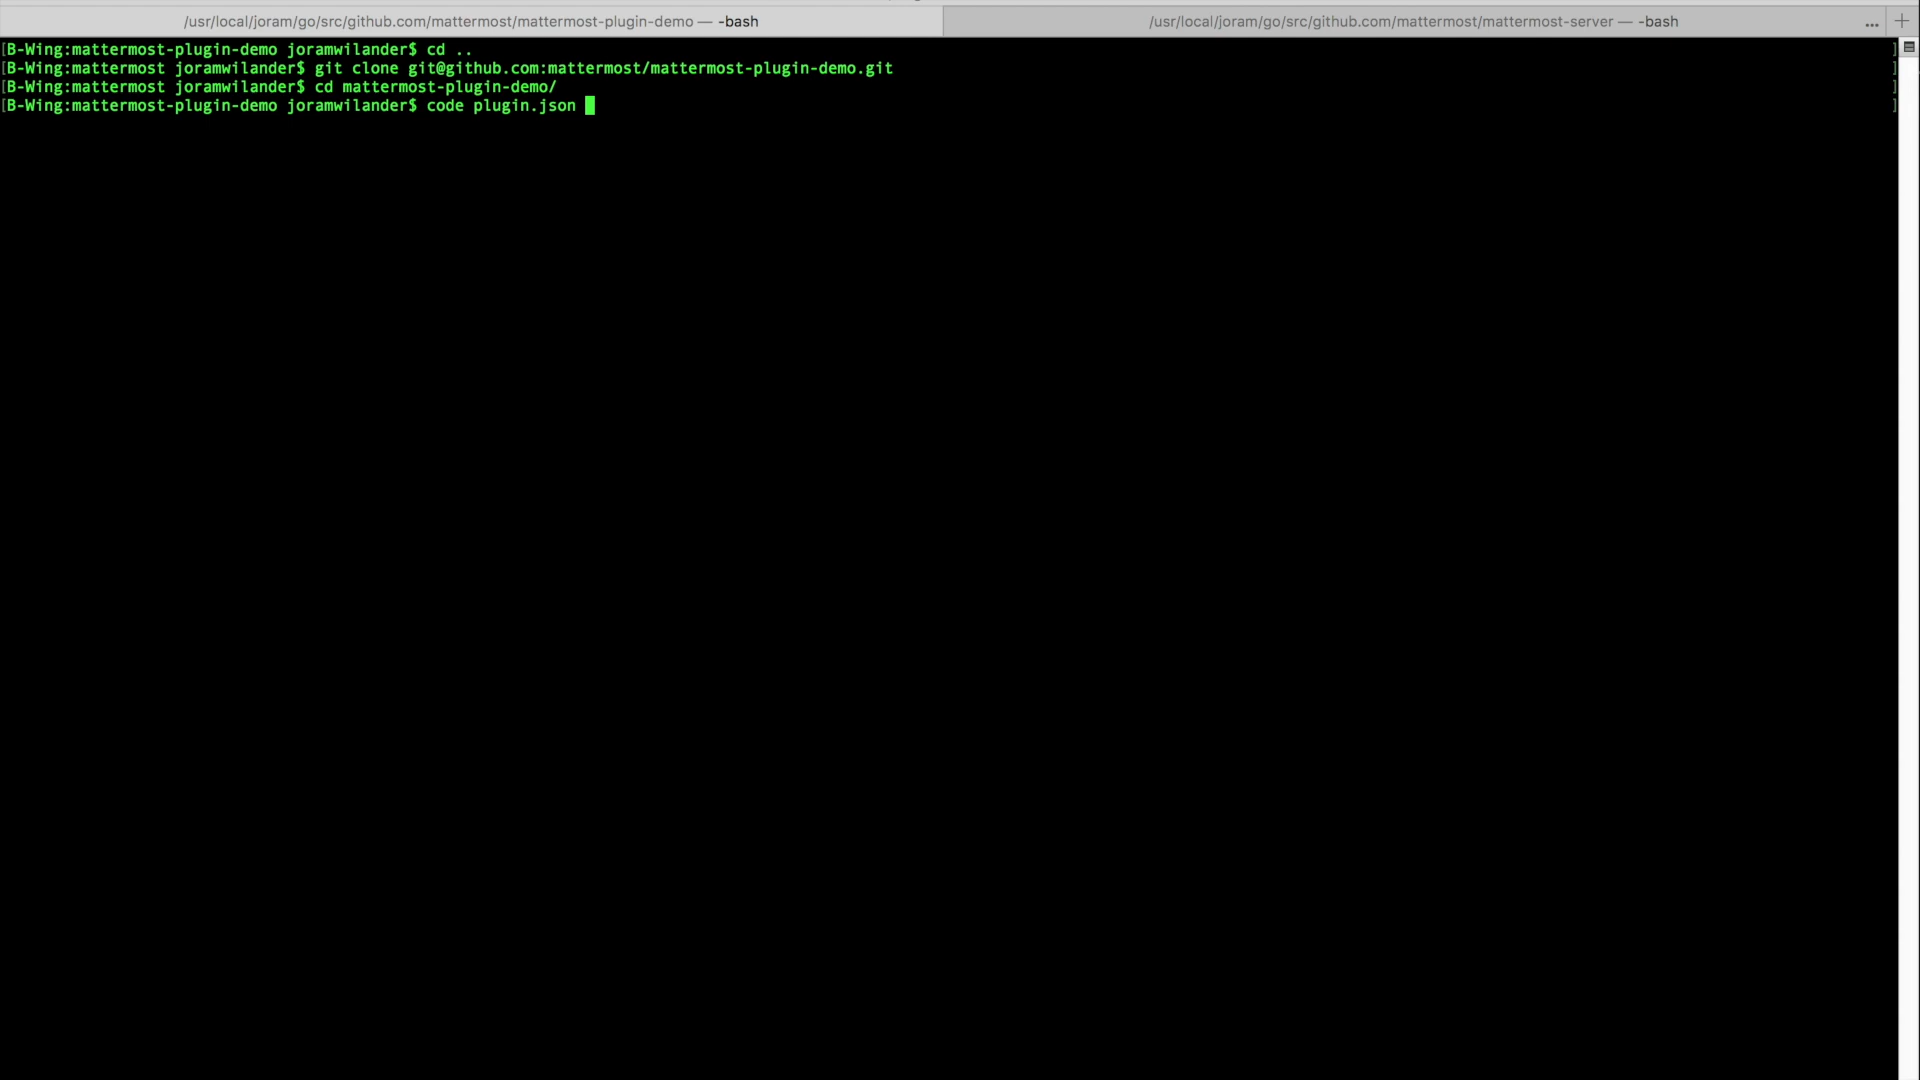 /usr/local/joram/go/src/github.com/mattermost/mattermost-plugin-demo — -bash
/usr/local/joram/go/src/github.com/mattermost/mattermost-server — -bash
... +
[B-Wing:mattermost-plugin-demo joramwilander$ cd .. ]
[B-Wing:mattermost joramwilander$ git clone git@github.com:mattermost/mattermost-plugin-demo.git ]
[B-Wing:mattermost joramwilander$ cd mattermost-plugin-demo/ ]
[B-Wing:mattermost-plugin-demo joramwilander$ code plugin.json ]